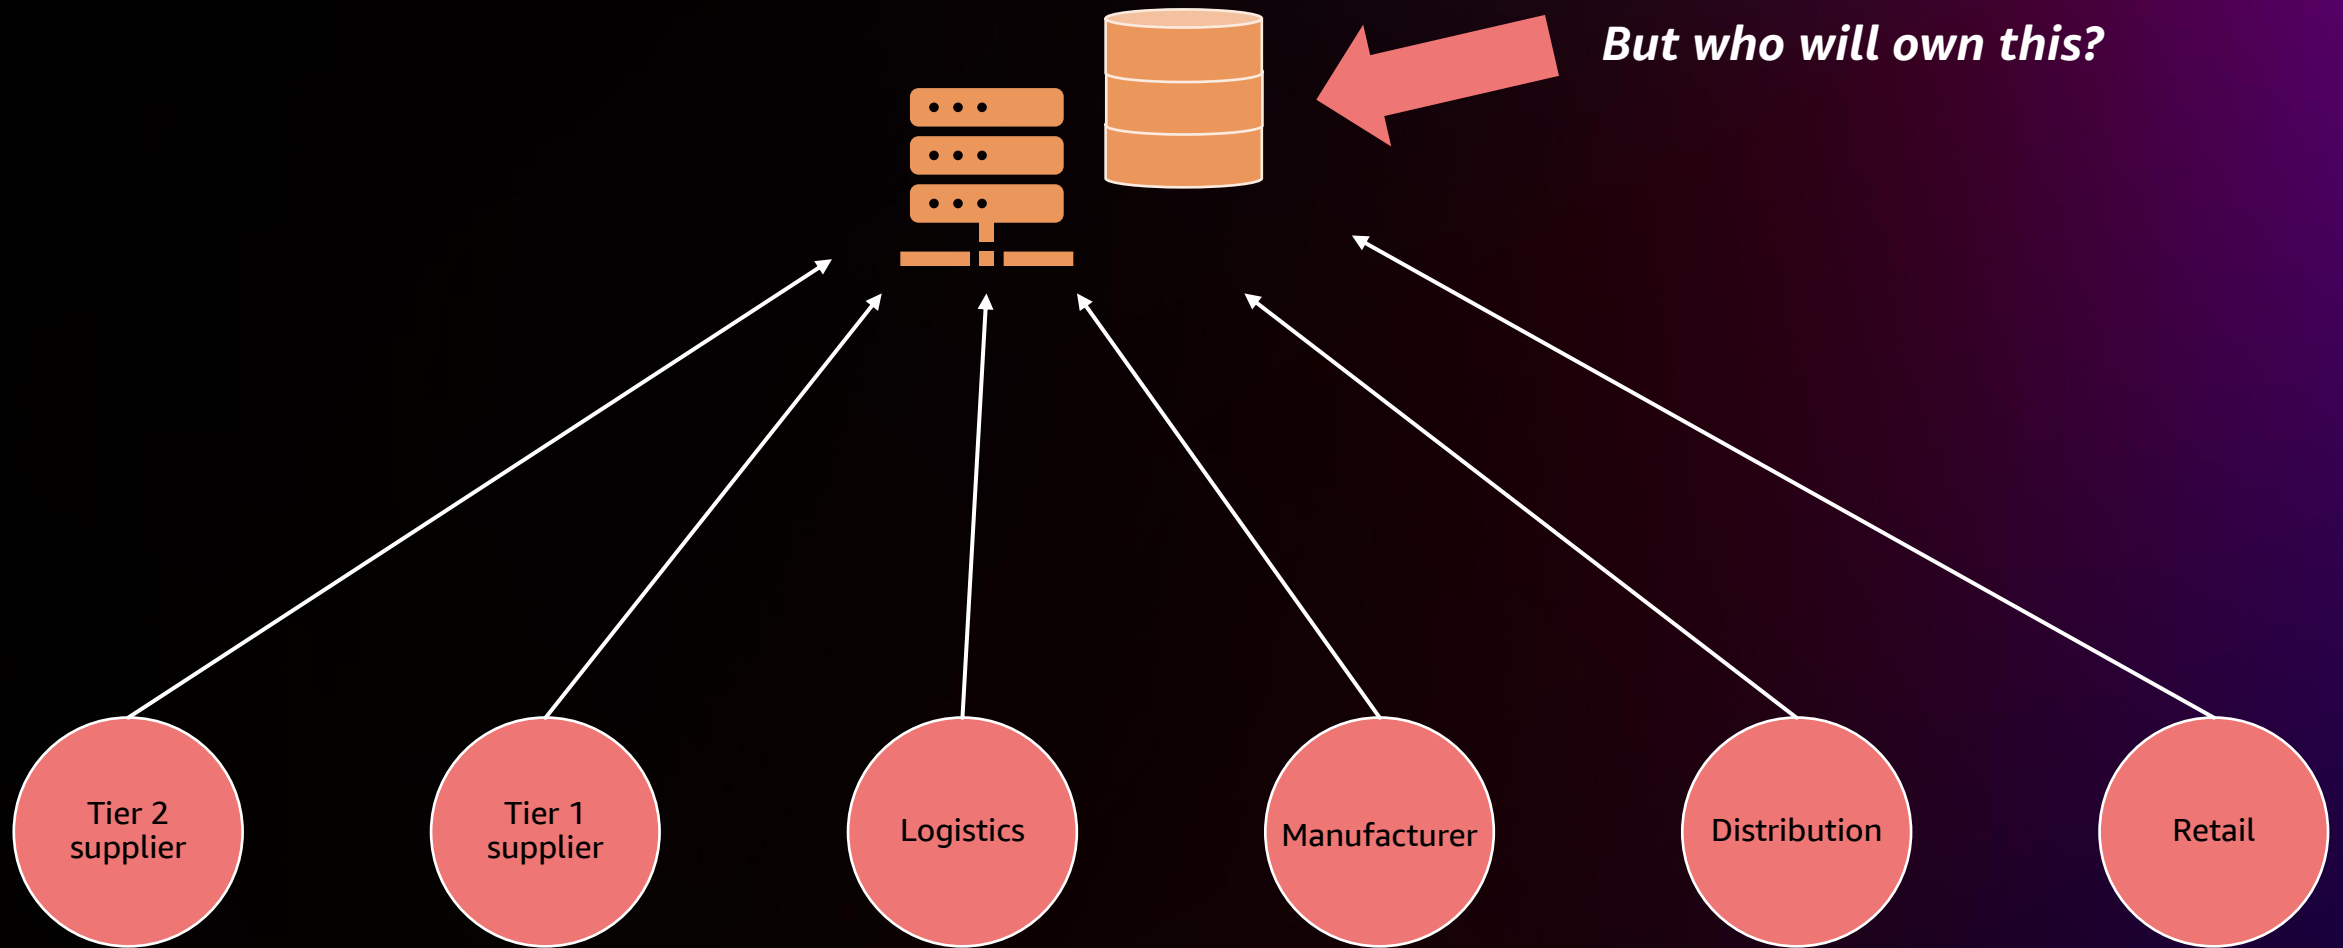 But who will own this?
Tier 2
supplier
Tier 1
supplier
Logistics
Manufacturer
Distribution
Retail